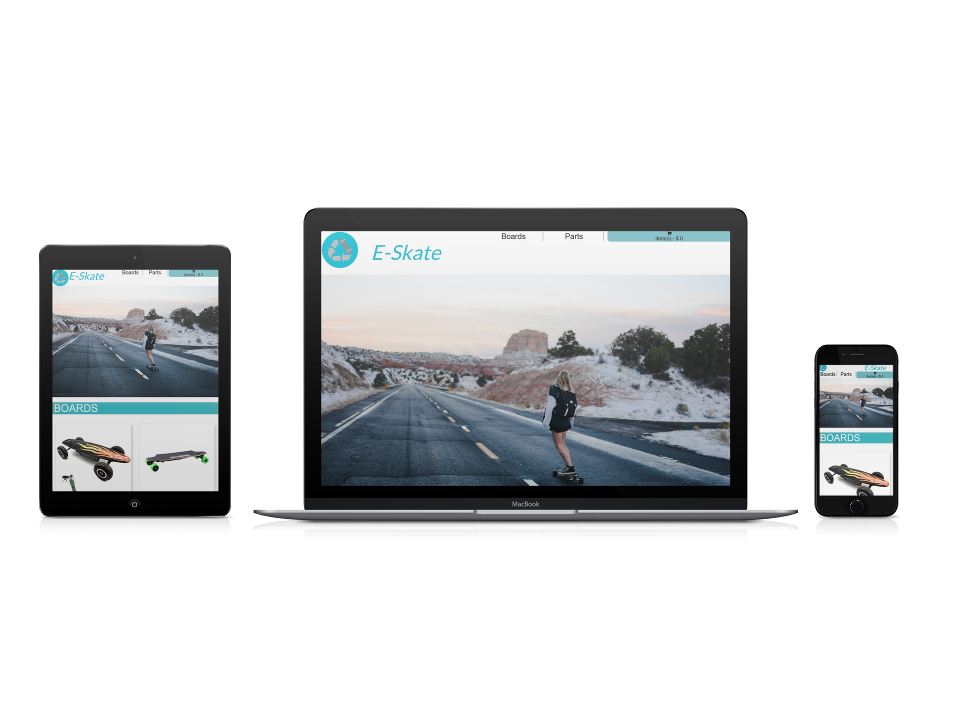 Boards
Parts
item(s) - $ 0
E-Skate
MacBook
E-Skate
Boards
Parts
item(s) - $ 0
BOARDS
E-Skate
Boards
Parts
item(s) - $ 0
BOARDS